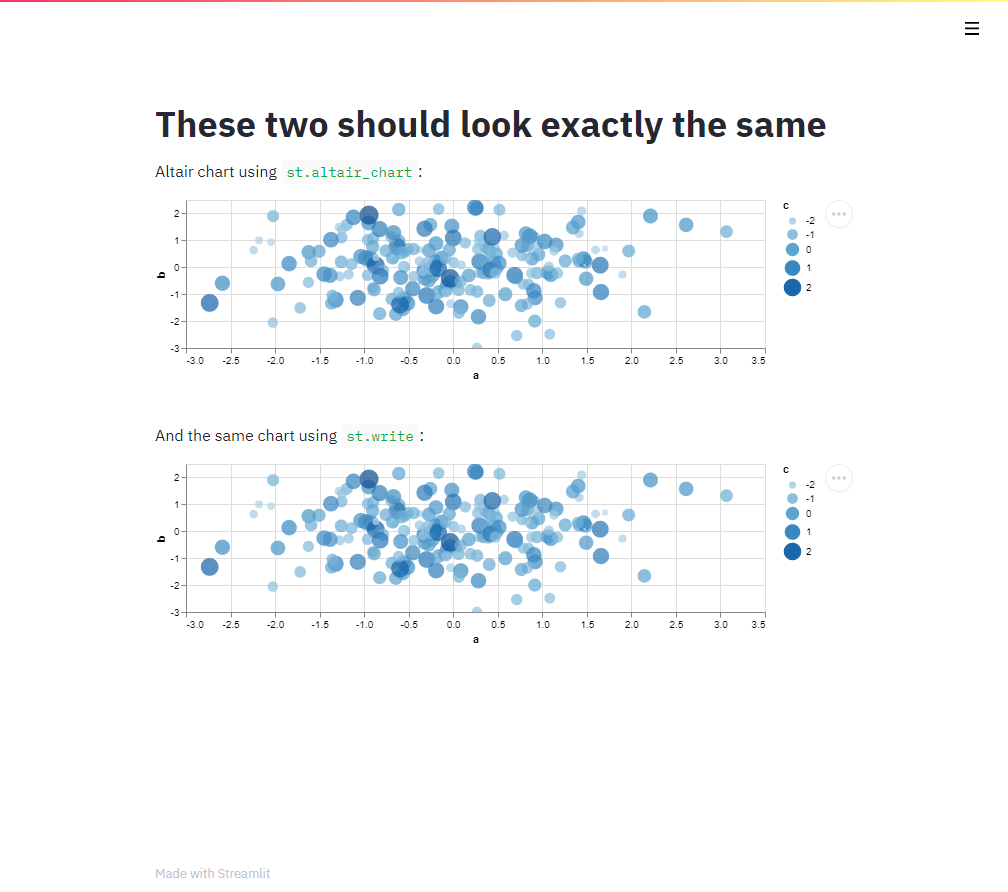 These two should look exactly the same
Altair chart using st.altair_chart :
2
1
0
-1
-2
-3
b
-3.0 -2.5 -2.0 -1.5 -1.0 -0.5 0.0 0.5 1.0 1.5 2.0 2.5 3.0 3.5
a
c
-2
-1
0
1
2
And the same chart using st.write :
2
1
0
-1
-2
-3
b
-3.0 -2.5 -2.0 -1.5 -1.0 -0.5 0.0 0.5 1.0 1.5 2.0 2.5 3.0 3.5
a
c
-2
-1
0
1
2
Made with Streamlit